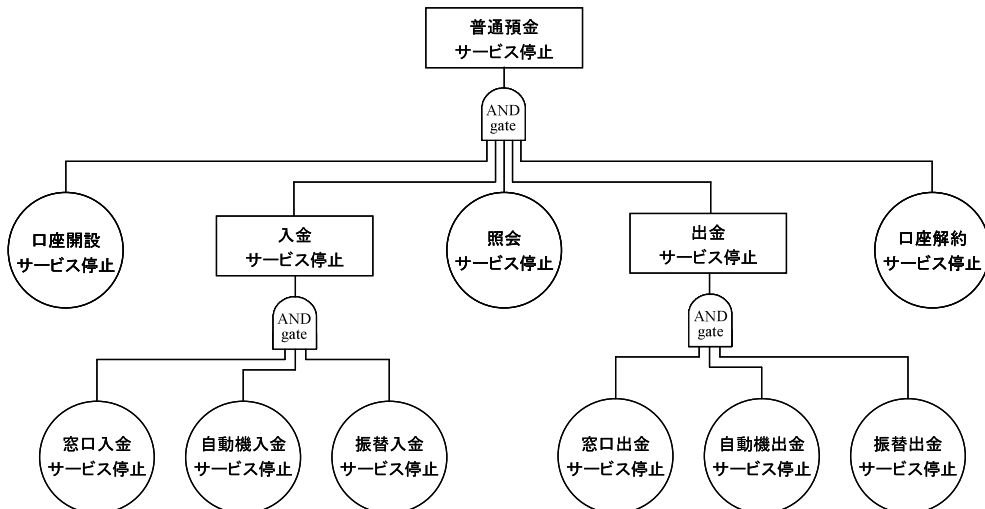 普通預金
サービス停止
AND
gate
口座開設
サービス停止
入金
サービス停止
照会
サービス停止
出金
サービス停止
口座解約
サービス停止
AND
gate
AND
gate
窓口入金
サービス停止
自動機入金
サービス停止
振替入金
サービス停止
窓口出金
サービス停止
自動機出金
サービス停止
振替出金
サービス停止